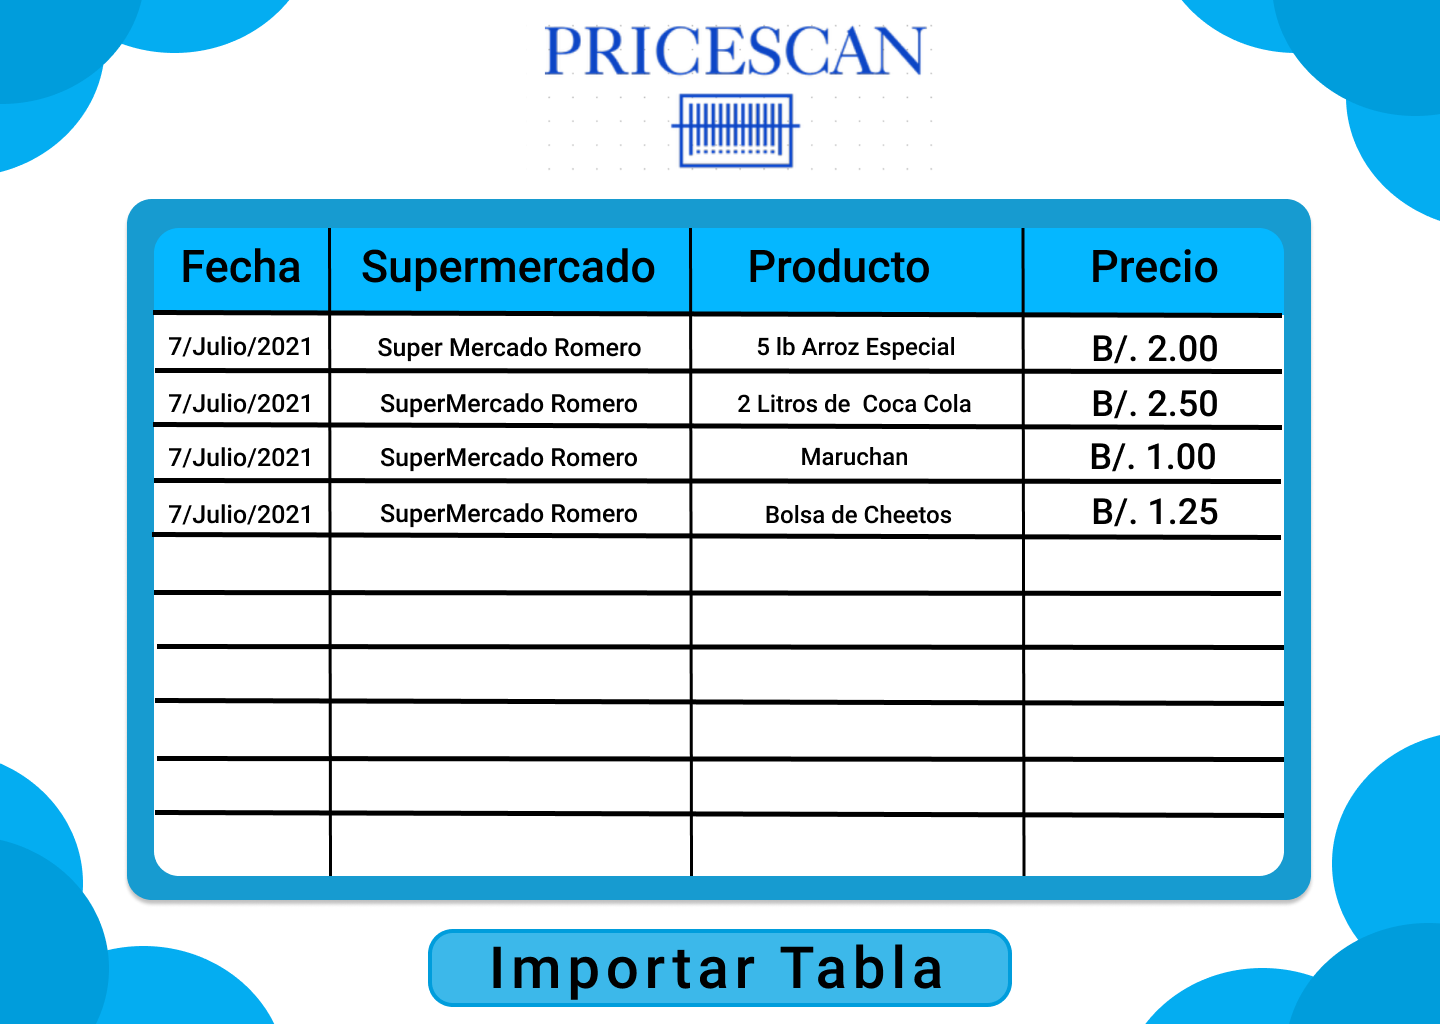 PRICESCAN
Fecha Supermercado Producto Precio
7/Julio/2021 Super Mercado Romero 5 lb Arroz Especial B/. 2.00
7/Julio/2021 SuperMercado Romero 2 Litros de  Coca Cola B/. 2.50
7/Julio/2021 SuperMercado Romero Maruchan B/. 1.00
7/Julio/2021 SuperMercado Romero Bolsa de Cheetos B/. 1.25
Importar Tabla